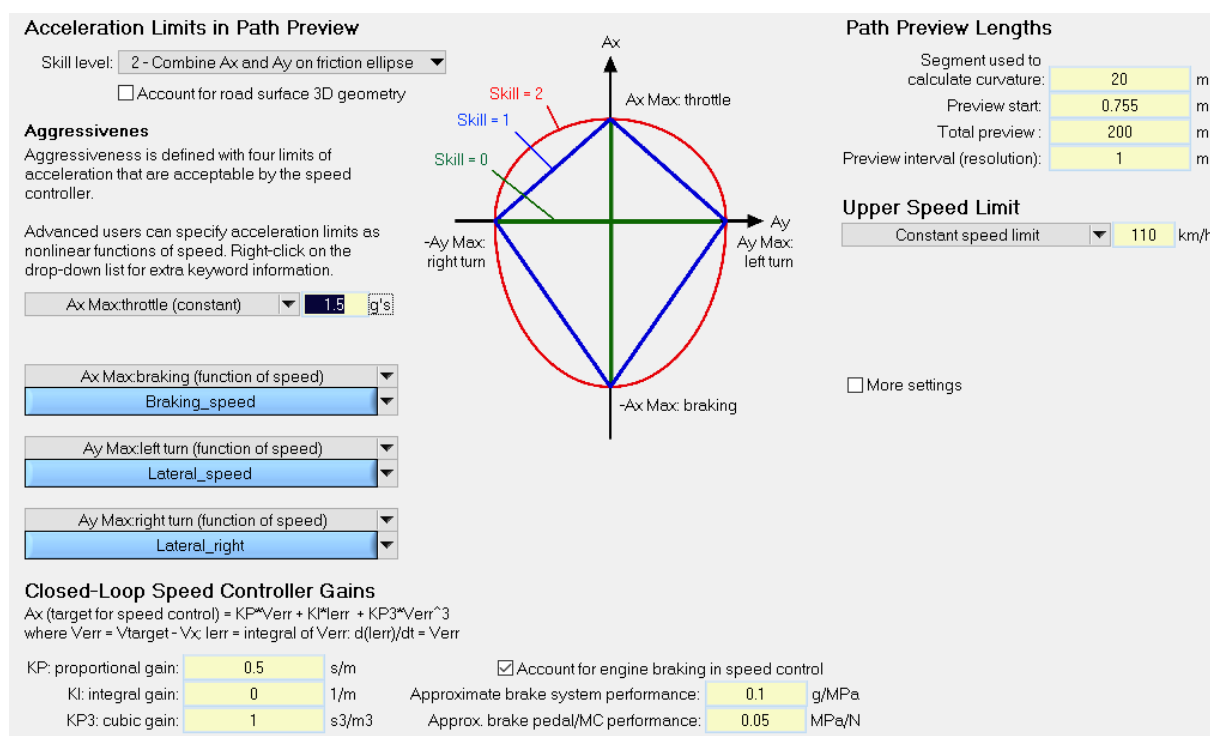 Acceleration Limits in Path Preview
Skill level: 2 - Combine Ax and Ay on friction ellipse
Account for road surface 3D geometry
Aggressivenes
Aggressiveness is defined with four limits of
acceleration that are acceptable by the speed
controller.
Advanced users can specify acceleration limits as
nonlinear functions of speed. Right-click on the
drop-down list for extra keyword information.
Ax Max:throttle (constant) 1.5 g's
Ax Max:braking (function of speed)
Braking_speed
Ay Max:left turn (function of speed)
Lateral_speed
Ay Max:right turn (function of speed)
Lateral_right
Ax
Skill = 2
Ax Max: throttle
Skill = 1
Skill = 0
Ay
-Ay Max:
right turn
Ay Max:
left turn
-Ax Max: braking
Path Preview Lengths
Segment used to
calculate curvature: 20 m
Preview start: 0.755 m
Total preview : 200 m
Preview interval (resolution): 1 m
Upper Speed Limit
Constant speed limit 110 km/h
More settings
Closed-Loop Speed Controller Gains
Ax (target for speed control) = KP*Verr + KI*Ierr + KP3*Verr^3
where Verr = Vtarget - Vx; Ierr = integral of Verr: d(Ierr)/dt = Verr
KP: proportional gain: 0.5 s/m
KI: integral gain: 0 1/m
KP3: cubic gain: 1 s3/m3
Account for engine braking in speed control
Approximate brake system performance: 0.1 g/MPa
Approx. brake pedal/MC performance: 0.05 MPa/N